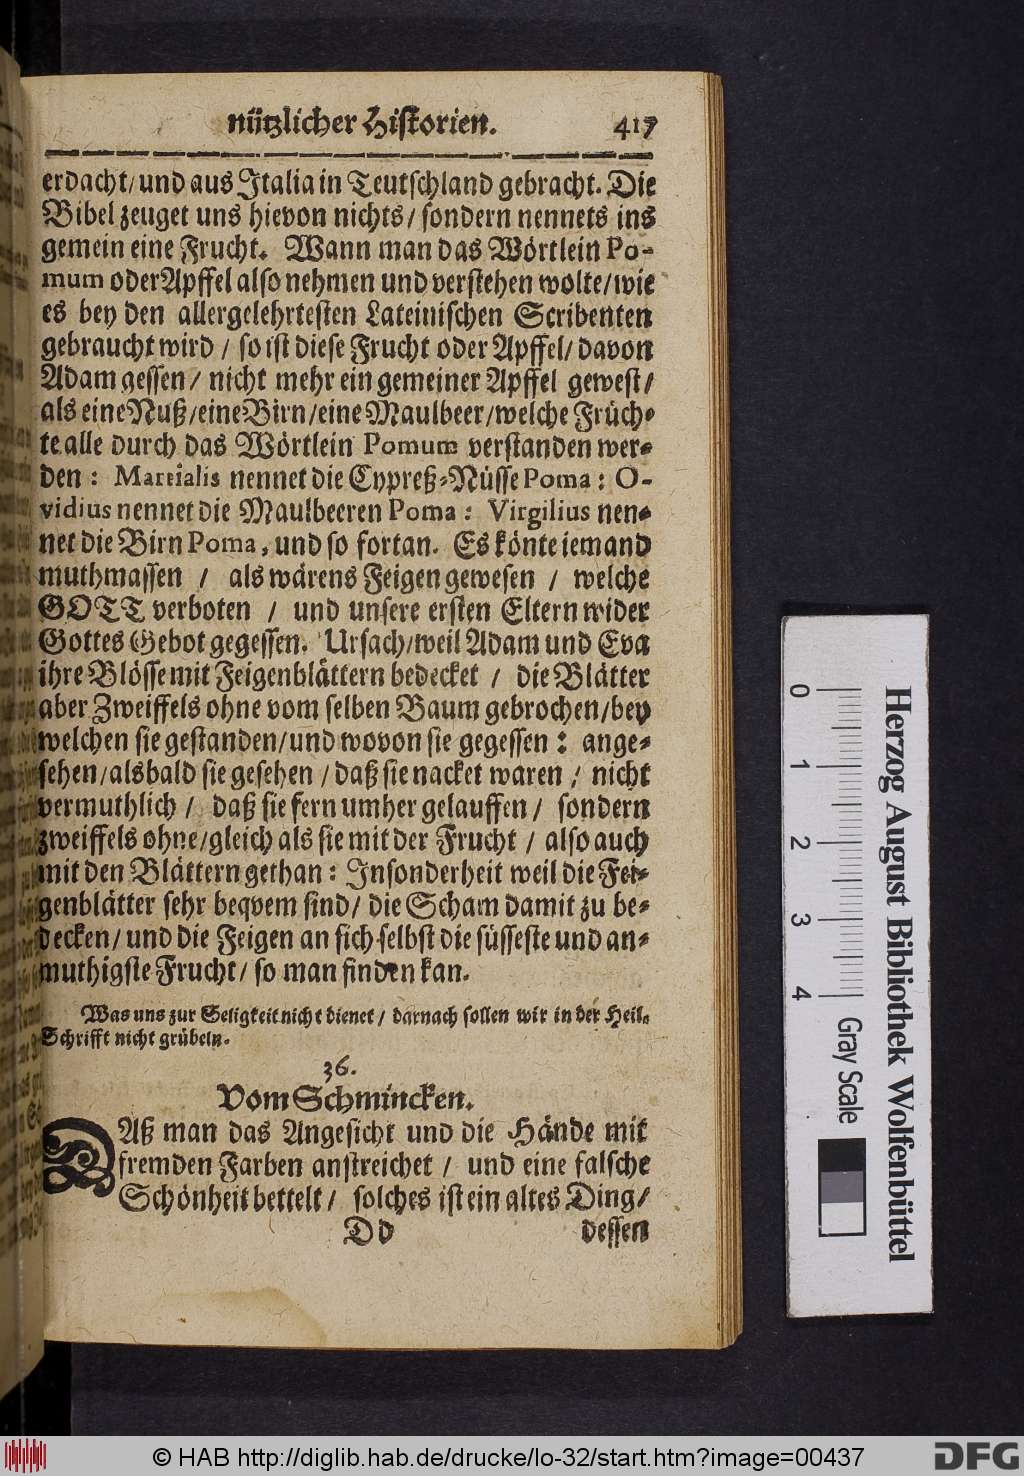 nützlicher Historien. 417
erdacht/ und aus Italia in Teutschland gebracht. Die
Bibel zeuget uns hievon nichts/ sondern nennets ins
gemein eine Frucht. Wann man das Wörtlein Po-
mum oder Apffel also nehmen und verstehen wolte/ wie
es bey den allergelehrtesten Lateinischen Scribenten
gebraucht wird / so ist diese Frucht oder Apffel/ davon
Adam gessen / nicht mehr ein gemeiner Apffel gewest/
als eine Nuß/ eine Birn/ eine Maulbeer/ welche Früch-
te alle durch das Wörtlein Pomum verstanden wer-
den: Martialis nennet die Cypreß-Nüsse Poma: O-
vidius nennet die Maulbeeren Poma: Virgilius nen-
net die Birn Poma, und so fortan. Es könte iemand
muthmassen / als wärens Feigen gewesen / welche
GOTT verboten / und unsere ersten Eltern wider
Gottes Gebot gegessen. Ursach/ weil Adam und Eva
ihre Blösse mit Feigenblättern bedecket / die Blätter
aber Zweiffels ohne vom selben Baum gebrochen/ bey
welchen sie gestanden/ und wovon sie gegessen: ange-
sehen/ alsbald sie gesehen / daß sie nacket waren / nicht
vermuthlich / daß sie fern umher gelauffen / sondern
zweiffels ohne/ gleich als sie mit der Frucht / also auch
mit den Blättern gethan: Insonderheit weil die Fei-
genblätter sehr beqvem sind/ die Scham damit zu be-
decken/ und die Feigen an sich selbst die süsseste und an-
muthigste Frucht/ so man finden kan.
Was uns zur Seligkeit nicht dienet / darnach sollen wir in der Heil.
Schrifft nicht grübeln.
36.
Vom Schmincken.
DAß man das Angesicht und die Hände mit
fremden Farben anstreichet / und eine falsche
Schönheit bettelt / solches ist ein altes Ding/
Dd dessen
0 1 2 3 4
Gray Scale
Herzog August Bibliothek Wolfenbüttel
© HAB http://diglib.hab.de/drucke/lo-32/start.htm?image=00437
DFG